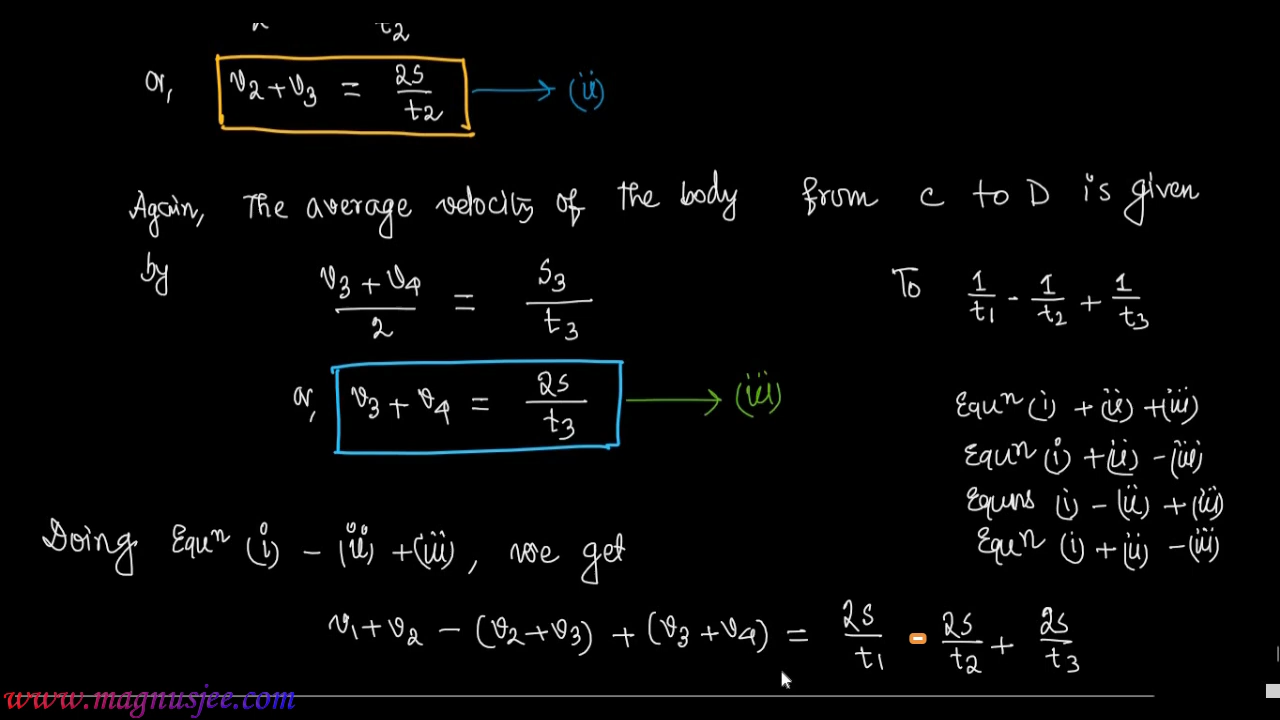 t2
or, v2 + v3 = 2s/t2 → (ii)
Again, The average velocity of the body from C to D is given
by (v3 + v4)/2 = s3/t3
To 1/t1 - 1/t2 + 1/t3
or, v3 + v4 = 2s/t3 → (iii)
Equn (i) + (ii) + (iii)
Equn (i) + (ii) - (iii)
Equns (i) - (ii) + (iii)
Equn (i) + (ii) - (iii)
Doing Equn (i) - (ii) + (iii), we get
v1 + v2 - (v2 + v3) + (v3 + v4) = 2s/t1 - 2s/t2 + 2s/t3
www.magnusjee.com